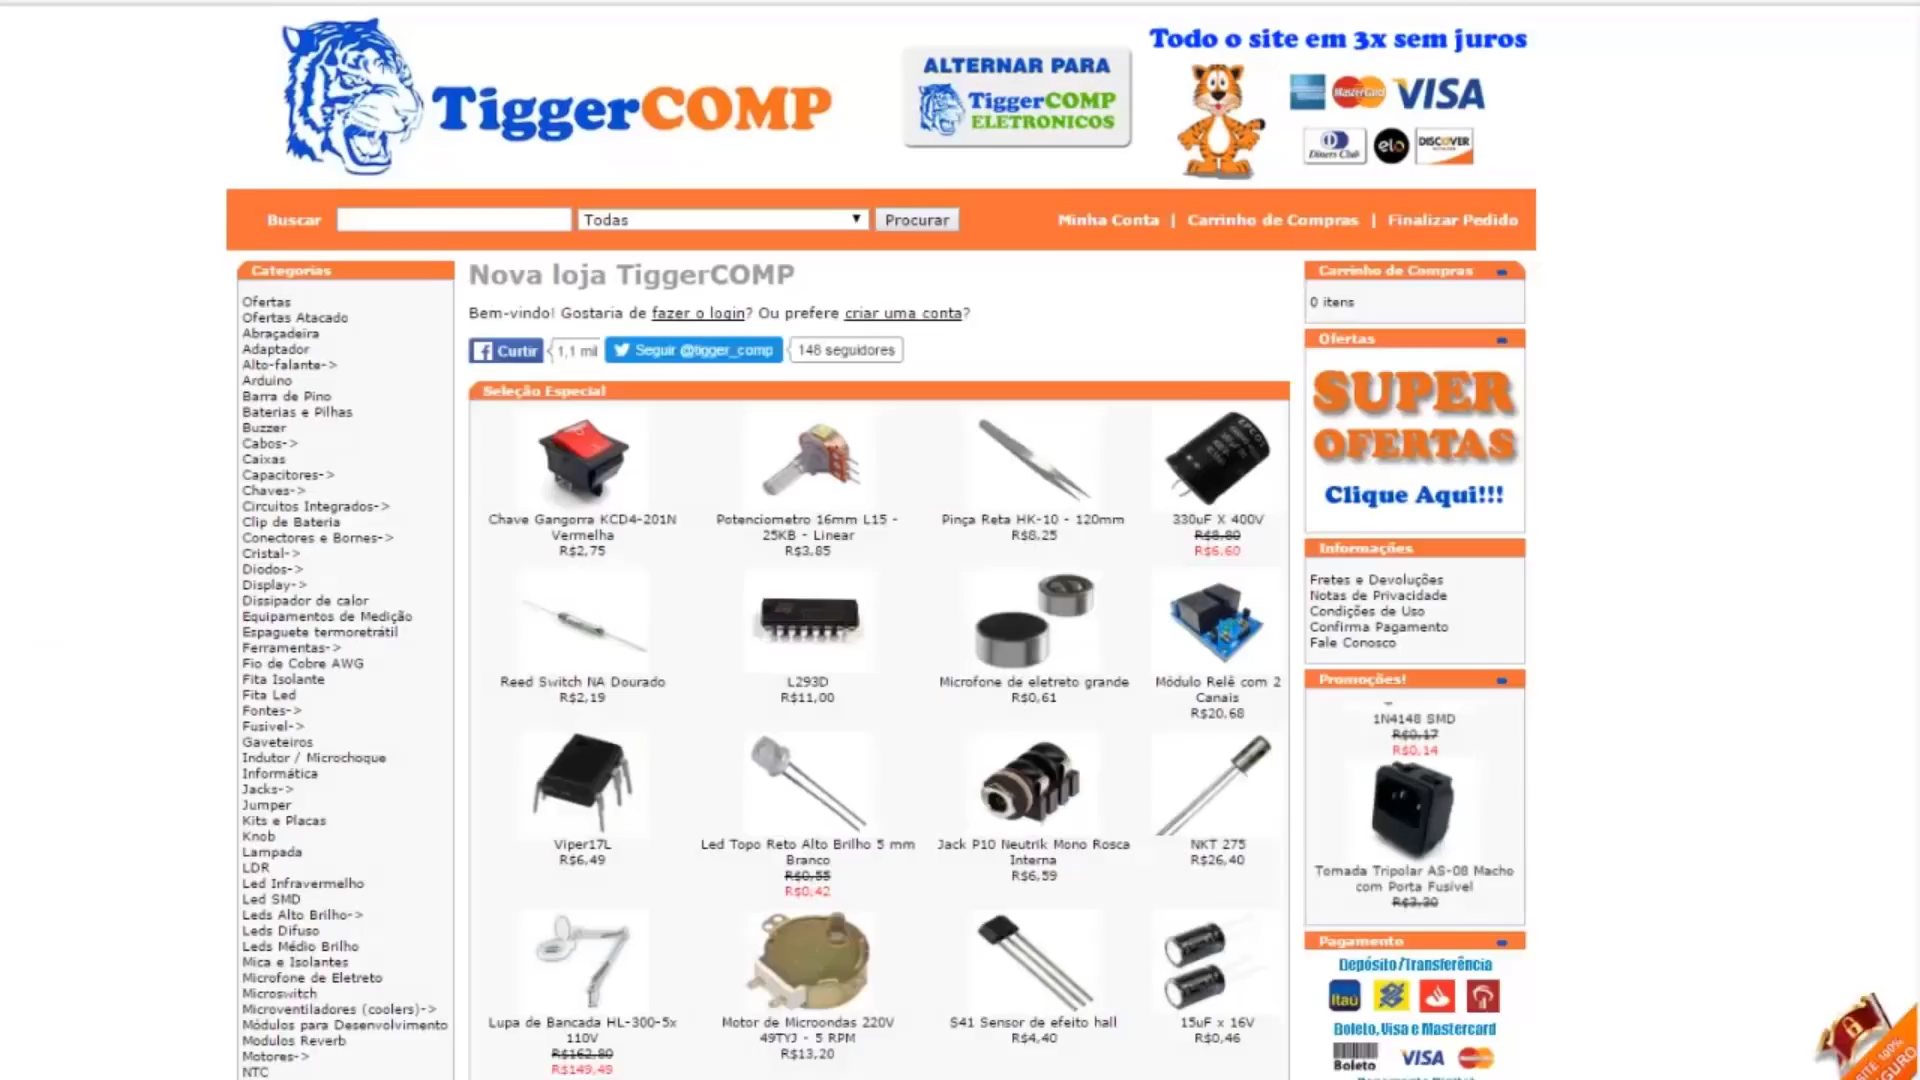 TiggerCOMP
ALTERNAR PARA
TiggerCOMP
ELETRONICOS
Todo o site em 3x sem juros
MasterCard
VISA
Diners Club
elo
DISCOVER
Buscar
Todas
Procurar
Minha Conta | Carrinho de Compras | Finalizar Pedido
Categorias
Ofertas
Ofertas Atacado
Abraçadeira
Adaptador
Alto-falante->
Arduino
Barra de Pino
Baterias e Pilhas
Buzzer
Cabos->
Caixas
Capacitores->
Chaves->
Circuitos Integrados->
Clip de Bateria
Conectores e Bornes->
Cristal->
Diodos->
Display->
Dissipador de calor
Equipamentos de Medição
Espaguete termoretrátil
Ferramentas->
Fio de Cobre AWG
Fita Isolante
Fita Led
Fontes->
Fusivel->
Gaveteiros
Indutor / Microchoque
Informática
Jacks->
Jumper
Kits e Placas
Knob
Lampada
LDR
Led Infravermelho
Led SMD
Leds Alto Brilho->
Leds Difuso
Leds Médio Brilho
Mica e Isolantes
Microfone de Eletreto
Microswitch
Microventiladores (coolers)->
Módulos para Desenvolvimento
Modulos Reverb
Motores->
NTC
Nova loja TiggerCOMP
Bem-vindo! Gostaria de fazer o login? Ou prefere criar uma conta?
Curtir
1,1 mil
Seguir @tigger_comp
148 seguidores
Seleção Especial
Chave Gangorra KCD4-201N
Vermelha
R$2,75
Potenciometro 16mm L15 -
25KB - Linear
R$3,85
Pinça Reta HK-10 - 120mm
R$8,25
330uF X 400V
R$8,80
R$6,60
Reed Switch NA Dourado
R$2,19
L293D
R$11,00
Microfone de eletreto grande
R$0,61
Módulo Relê com 2
Canais
R$20,68
Viper17L
R$6,49
Led Topo Reto Alto Brilho 5 mm
Branco
R$0,55
R$0,42
Jack P10 Neutrik Mono Rosca
Interna
R$6,59
NKT 275
R$26,40
Lupa de Bancada HL-300-5x
110V
R$162,80
R$149,49
Motor de Microondas 220V
49TYJ - 5 RPM
R$13,20
S41 Sensor de efeito hall
R$4,40
15uF x 16V
R$0,46
Carrinho de Compras
0 itens
Ofertas
SUPER
OFERTAS
Clique Aqui!!!
Informações
Fretes e Devoluções
Notas de Privacidade
Condições de Uso
Confirma Pagamento
Fale Conosco
Promoções!
1N4148 SMD
R$0,17
R$0,14
Tomada Tripolar AS-08 Macho
com Porta Fusível
R$3,30
Pagamento
Depósito/Transferência
Itaú
Boleto, Visa e Mastercard
Boleto
VISA
SITE 100%